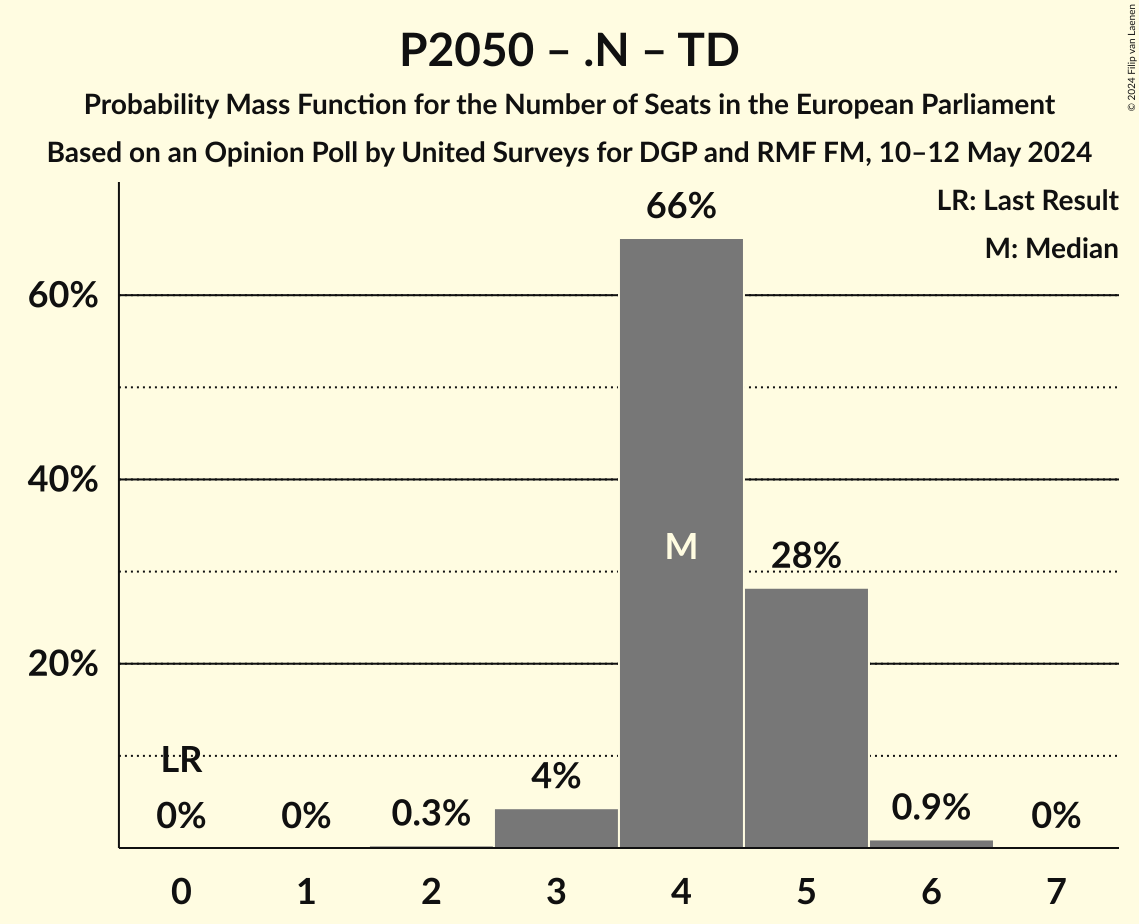 P2050 – .N – TD
Probability Mass Function for the Number of Seats in the European Parliament
Based on an Opinion Poll by United Surveys for DGP and RMF FM, 10–12 May 2024
© 2024 Filip van Laenen
LR: Last Result
M: Median
66%
60%
40%
M
28%
20%
LR
0%
0%
0.3%
4%
0.9%
0%
0
1
2
3
4
5
6
7